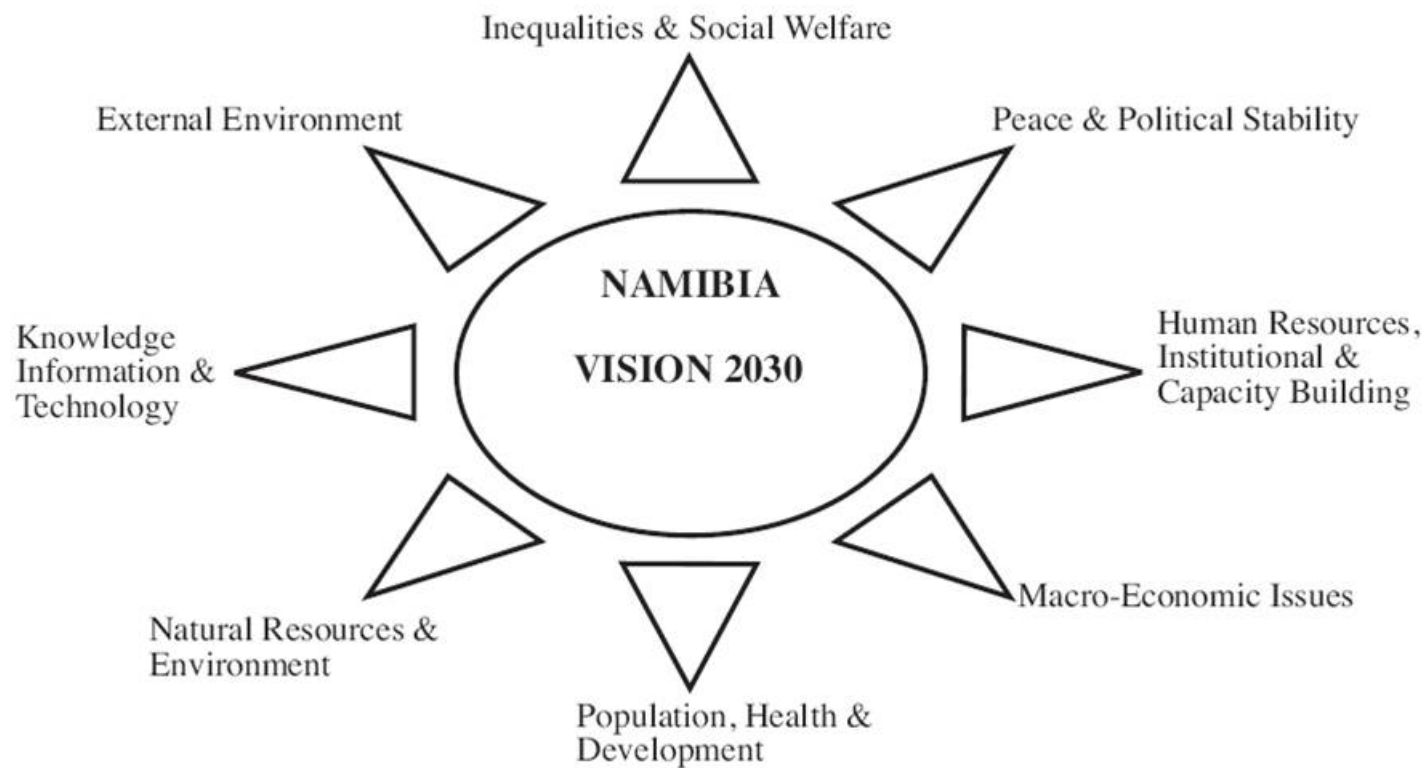 Inequalities & Social Welfare
External Environment
Peace & Political Stability
NAMIBIA
VISION 2030
Knowledge
Information &
Technology
Human Resources,
Institutional &
Capacity Building
Natural Resources &
Environment
Macro-Economic Issues
Population, Health &
Development